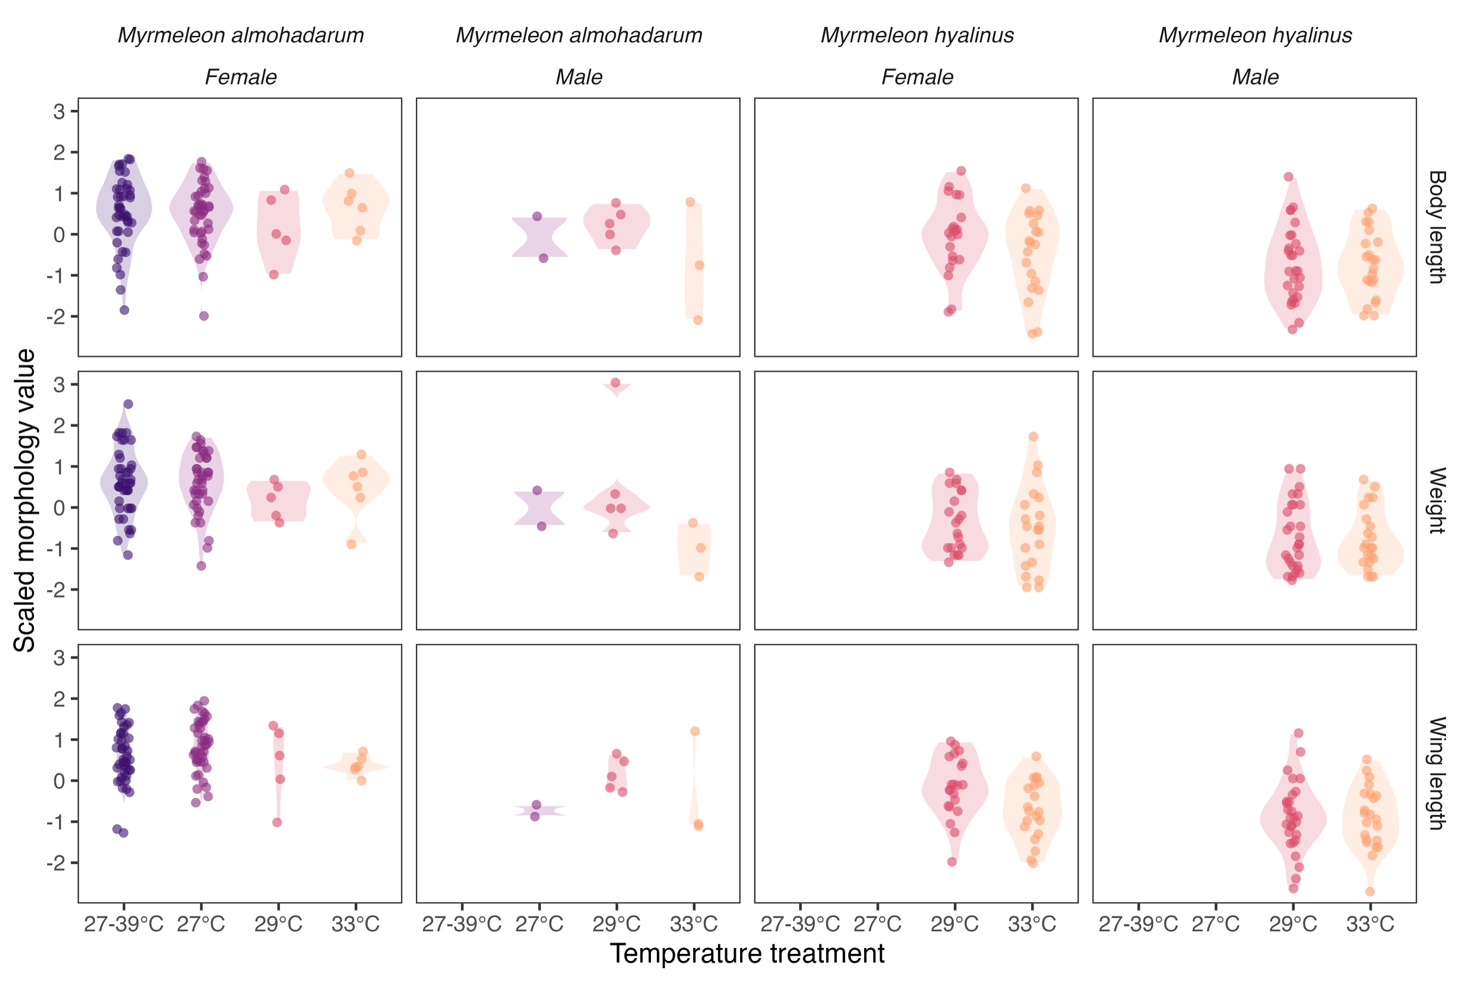 Myrmeleon almohadarum Myrmeleon almohadarum Myrmeleon hyalinus Myrmeleon hyalinus
Female Male Female Male
3
2
1
0
-1
-2
Body length
3
2
1
0
-1
-2
Weight
3
2
1
0
-1
-2
Wing length
Scaled morphology value
27-39°C 27°C 29°C 33°C 27-39°C 27°C 29°C 33°C 27-39°C 27°C 29°C 33°C 27-39°C 27°C 29°C 33°C
Temperature treatment